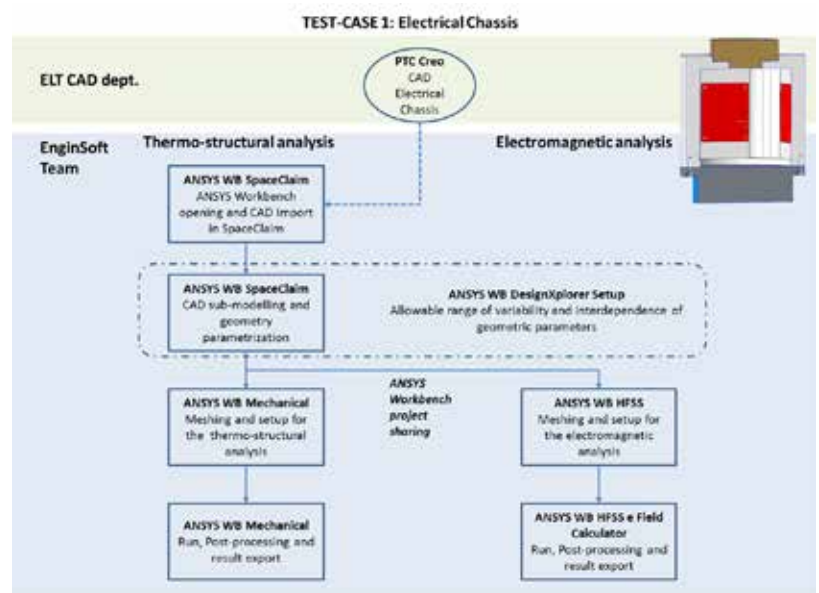 TEST-CASE 1: Electrical Chassis
ELT CAD dept.
PTC Creo
CAD
Electrical
Chassis
EnginSoft
Team
Thermo-structural analysis
Electromagnetic analysis
ANSYS WB SpaceClaim
ANSYS Workbench
opening and CAD import
in SpaceClaim
ANSYS WB SpaceClaim
CAD sub-modelling and
geometry
parametrization
ANSYS WB DesignXplorer Setup
Allowable range of variability and interdependence of
geometric parameters
ANSYS
Workbench
project
sharing
ANSYS WB Mechanical
Meshing and setup for
the thermo-structural
analysis
ANSYS WB HFSS
Meshing and setup for
the electromagnetic
analysis
ANSYS WB Mechanical
Run, Post-processing and
result export
ANSYS WB HFSS e Field
Calculator
Run, Post-processing and
result export